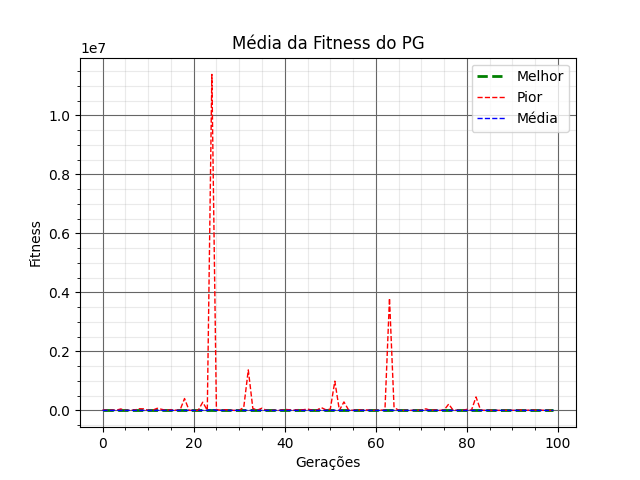 Média da Fitness do PG
1e7
Melhor
Pior
Média
1.0
0.8
0.6
0.4
0.2
0.0
Fitness
0 20 40 60 80 100
Gerações